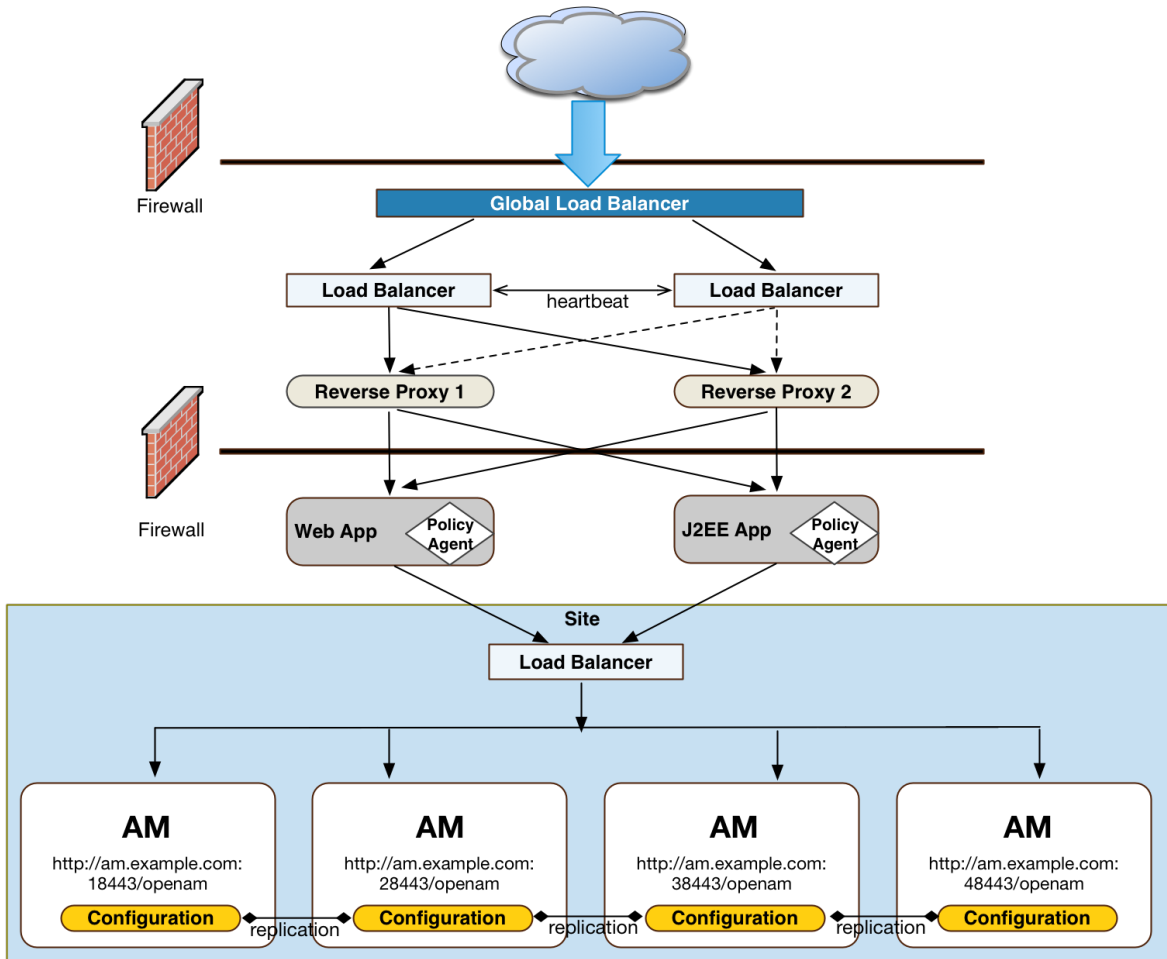 Firewall
Global Load Balancer
Load Balancer
heartbeat
Load Balancer
Reverse Proxy 1
Reverse Proxy 2
Firewall
Web App
Policy
Agent
J2EE App
Policy
Agent
Site
Load Balancer
AM
http://am.example.com:
18443/openam
Configuration
replication
AM
http://am.example.com:
28443/openam
Configuration
replication
AM
http://am.example.com:
38443/openam
Configuration
replication
AM
http://am.example.com:
48443/openam
Configuration